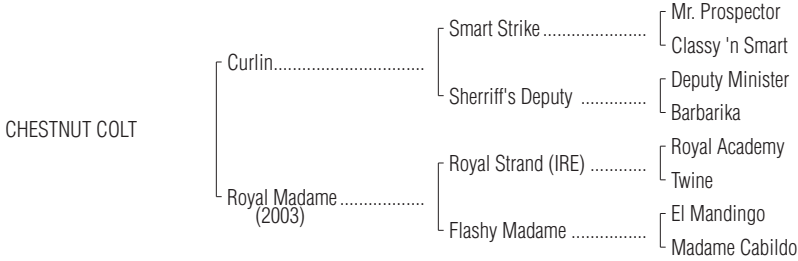 Mr. Prospector
Smart Strike......................
Classy 'n Smart
Curlin................................
Deputy Minister
Sherriff's Deputy ..............
Barbarika
CHESTNUT COLT
Royal Academy
Royal Strand (IRE) ............
Twine
Royal Madame..................
(2003)
El Mandingo
Flashy Madame ................
Madame Cabildo